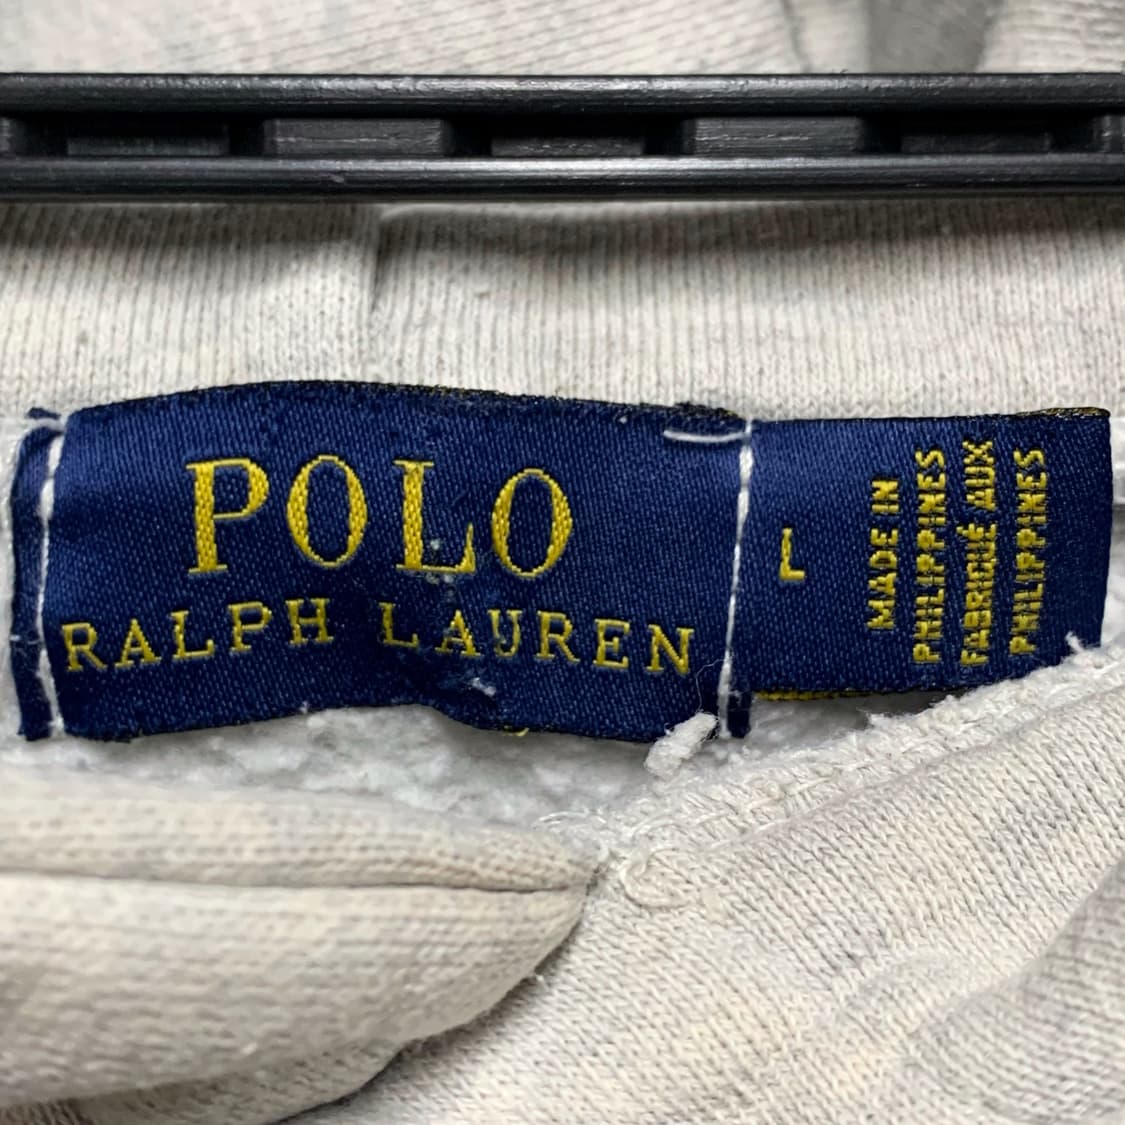 POLO
RALPH LAUREN
L
MADE IN
PHILIPPINES
FABRIQUÉ AUX
PHILIPPINES